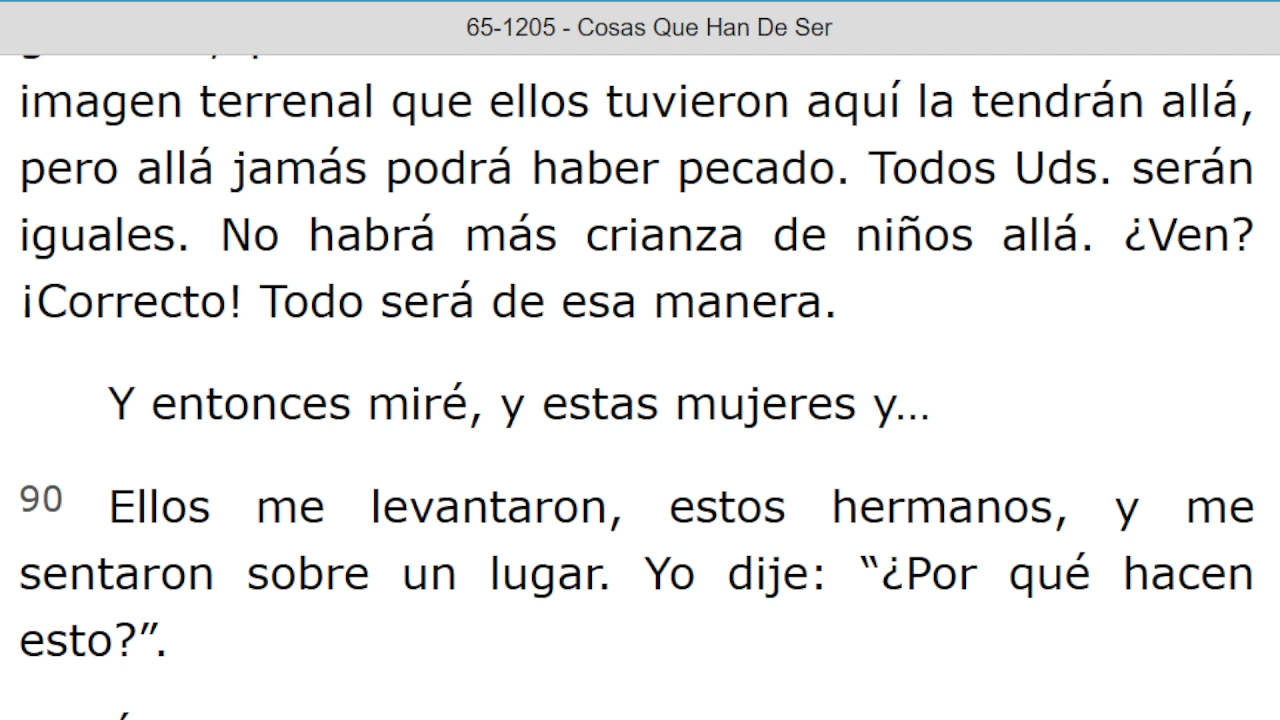 65-1205 - Cosas Que Han De Ser
imagen terrenal que ellos tuvieron aquí la tendrán allá,
pero allá jamás podrá haber pecado. Todos Uds. serán
iguales. No habrá más crianza de niños allá. ¿Ven?
¡Correcto! Todo será de esa manera.
Y entonces miré, y estas mujeres y...
90 Ellos me levantaron, estos hermanos, y me
sentaron sobre un lugar. Yo dije: “¿Por qué hacen
esto?”.